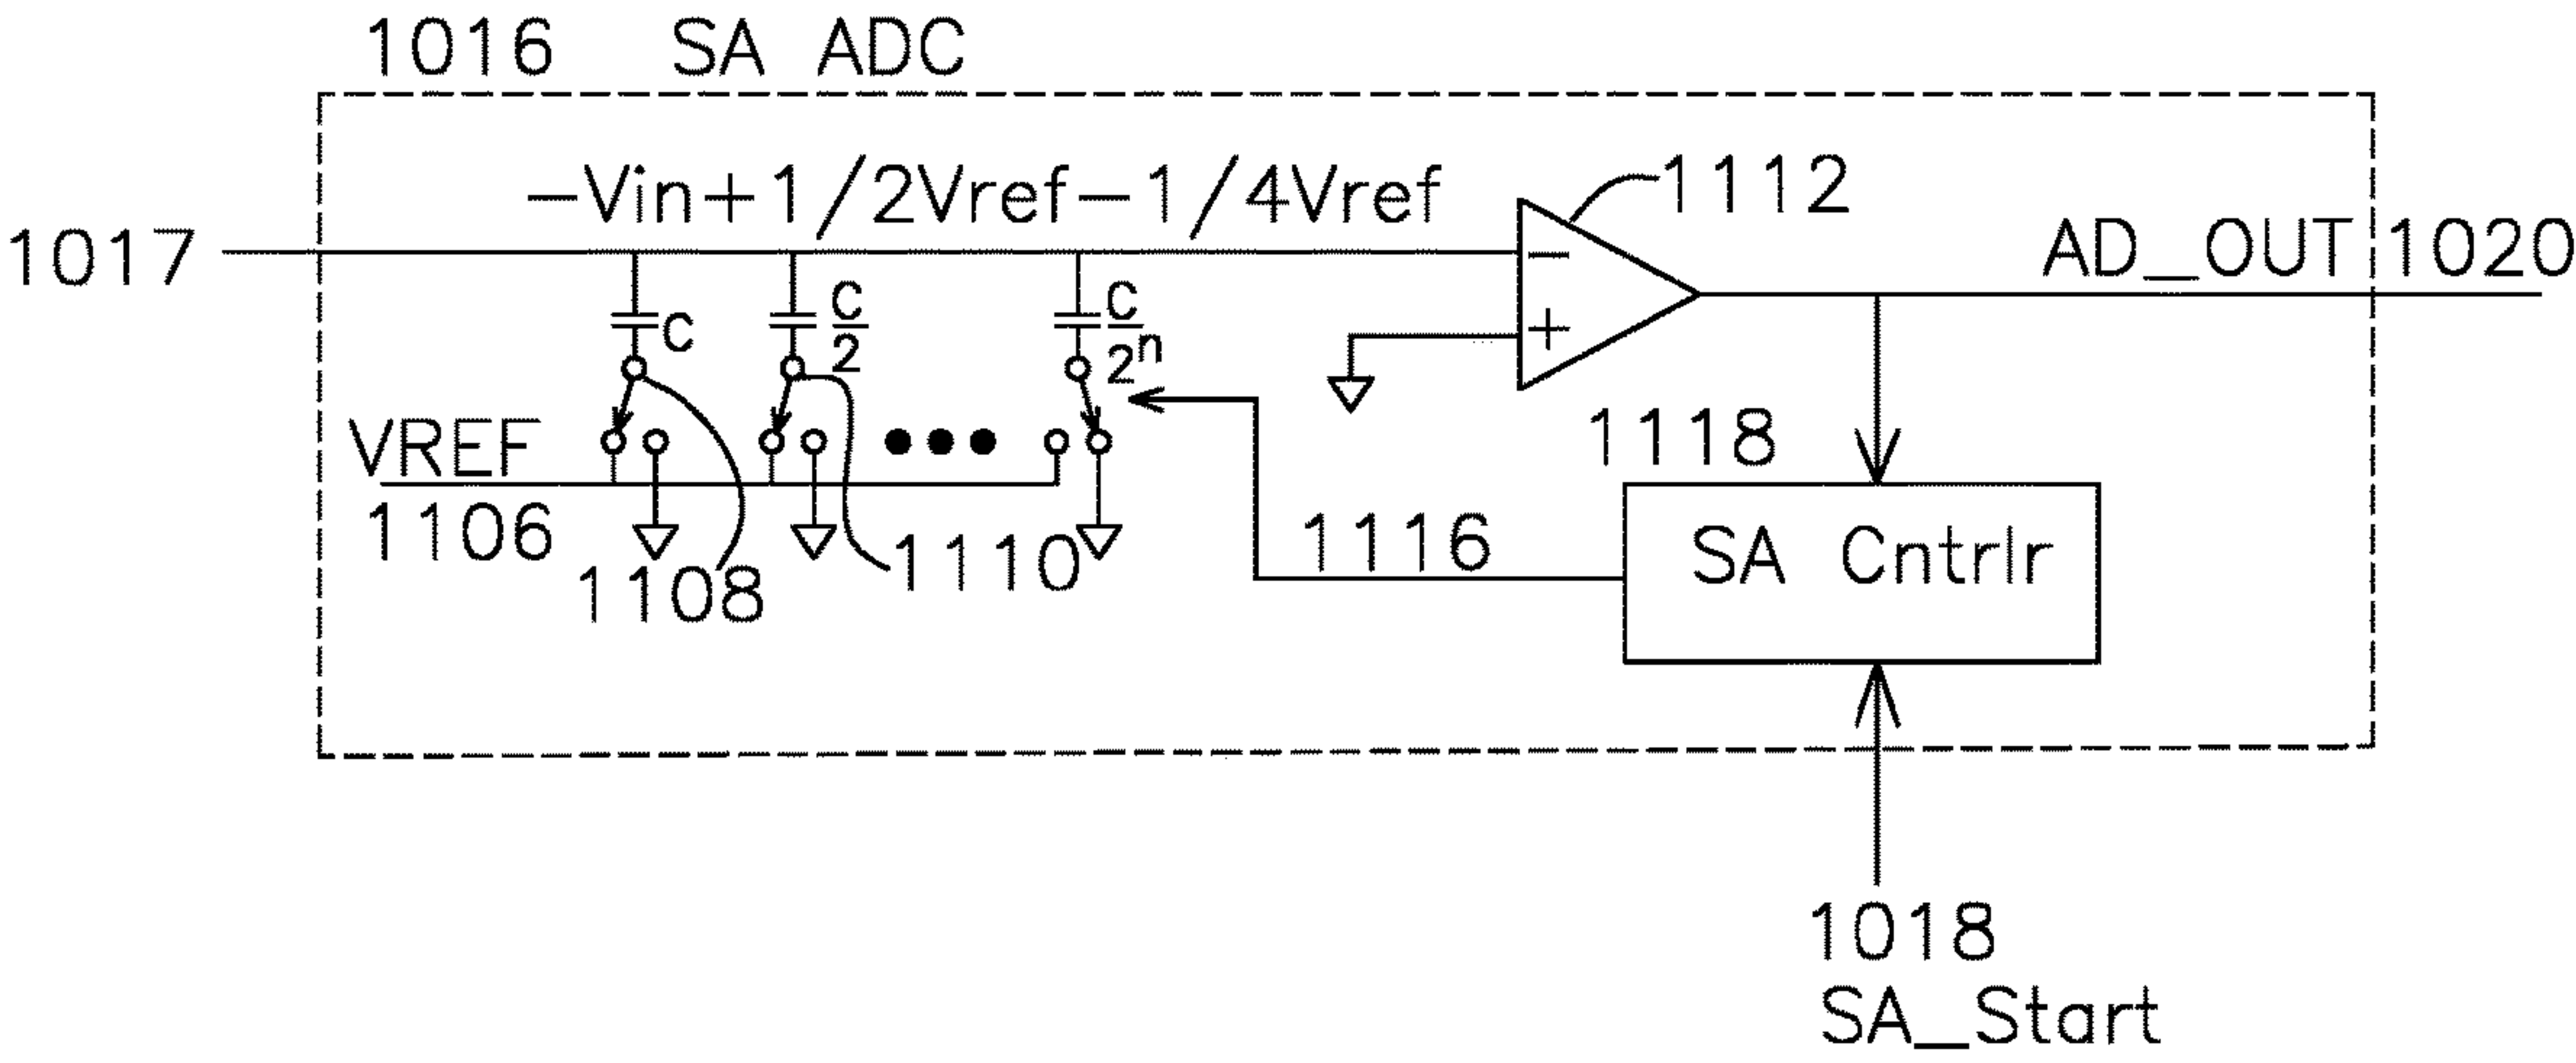 1016 SA ADC
-Vin+1/2Vref-1/4Vref
1112
1017
AD_OUT 1020
-
C
C/2
C/2^n
+
VREF
1118
1106
1116
SA Cntrlr
1108
1110
1018
SA_Start